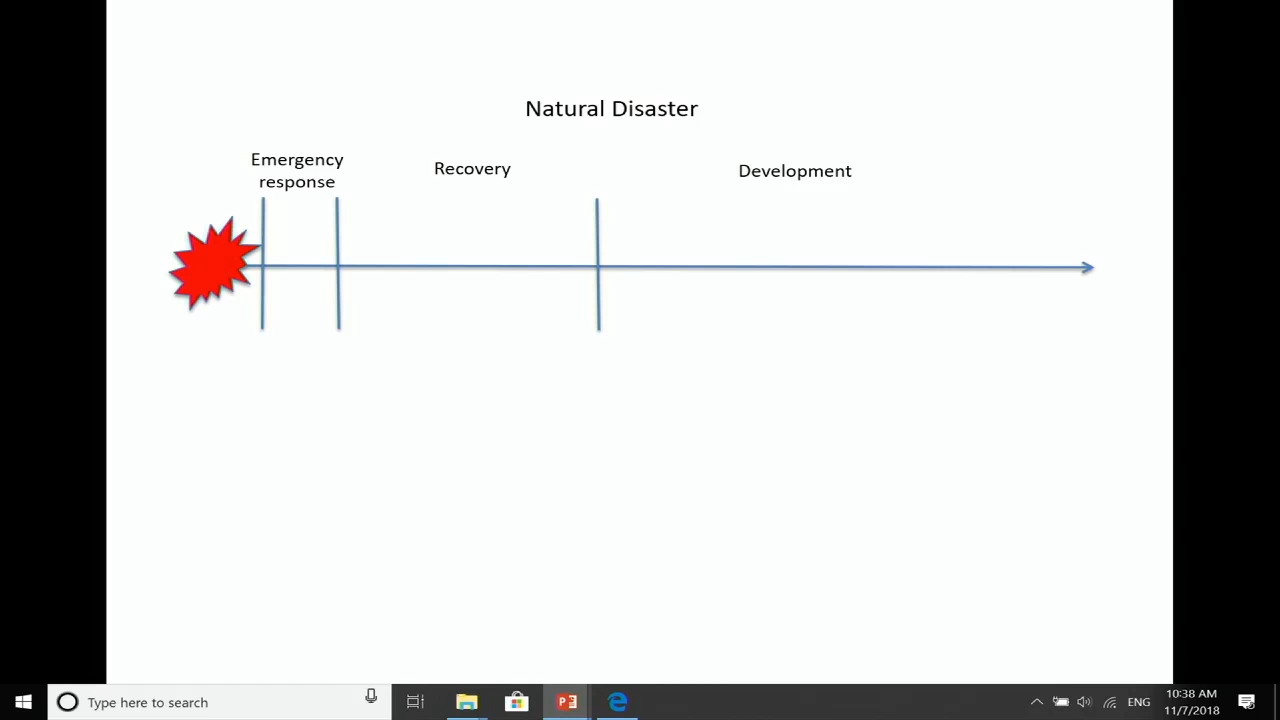 Natural Disaster
Emergency
response
Recovery
Development
Type here to search
P
ENG
10:38 AM
11/7/2018